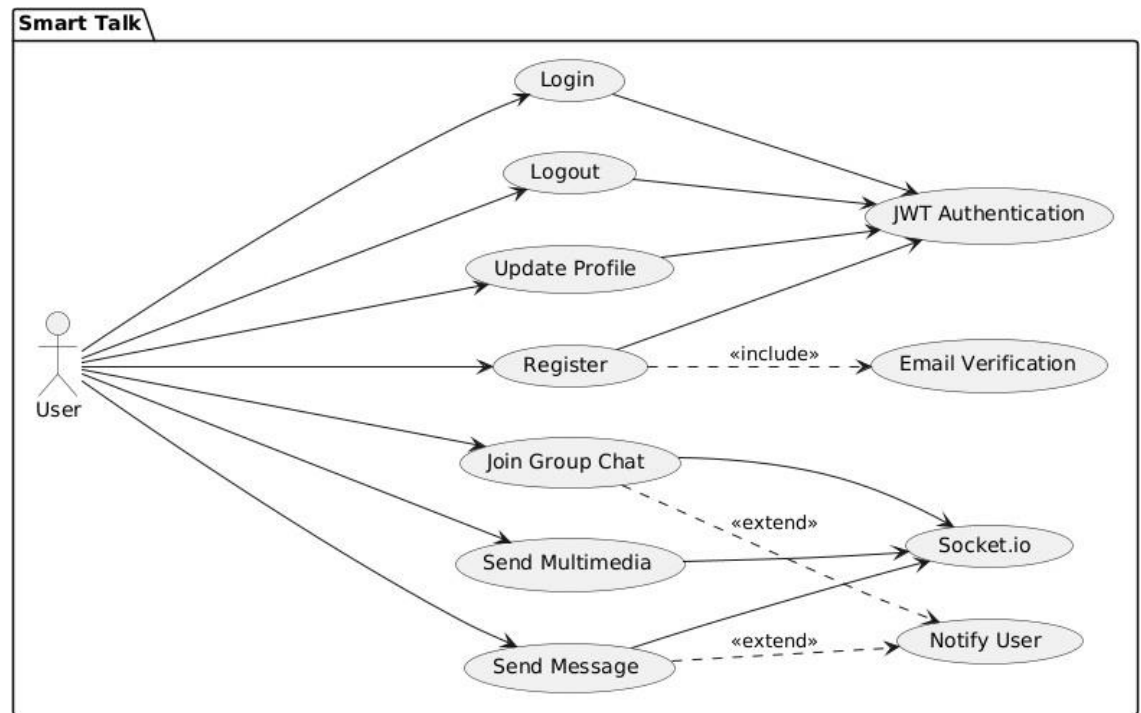 Smart Talk
Login
Logout
JWT Authentication
Update Profile
Register
«include»
Email Verification
User
Join Group Chat
«extend»
Socket.io
Send Multimedia
«extend»
Notify User
Send Message